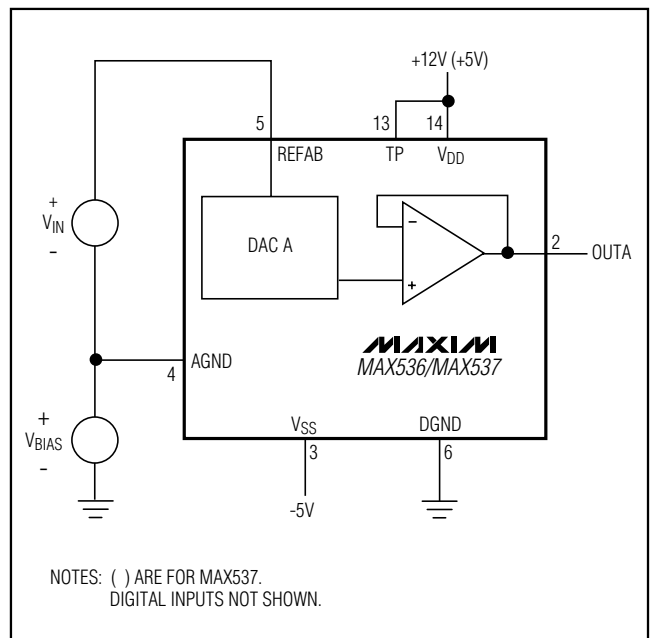 +12V (+5V)
5
13
14
REFAB
TP
VDD
+
VIN
-
DAC A
-
+
2
OUTA
MAXIM
MAX536/MAX537
AGND
4
+
VBIAS
-
VSS
DGND
3
6
-5V
NOTES: ( ) ARE FOR MAX537.
DIGITAL INPUTS NOT SHOWN.